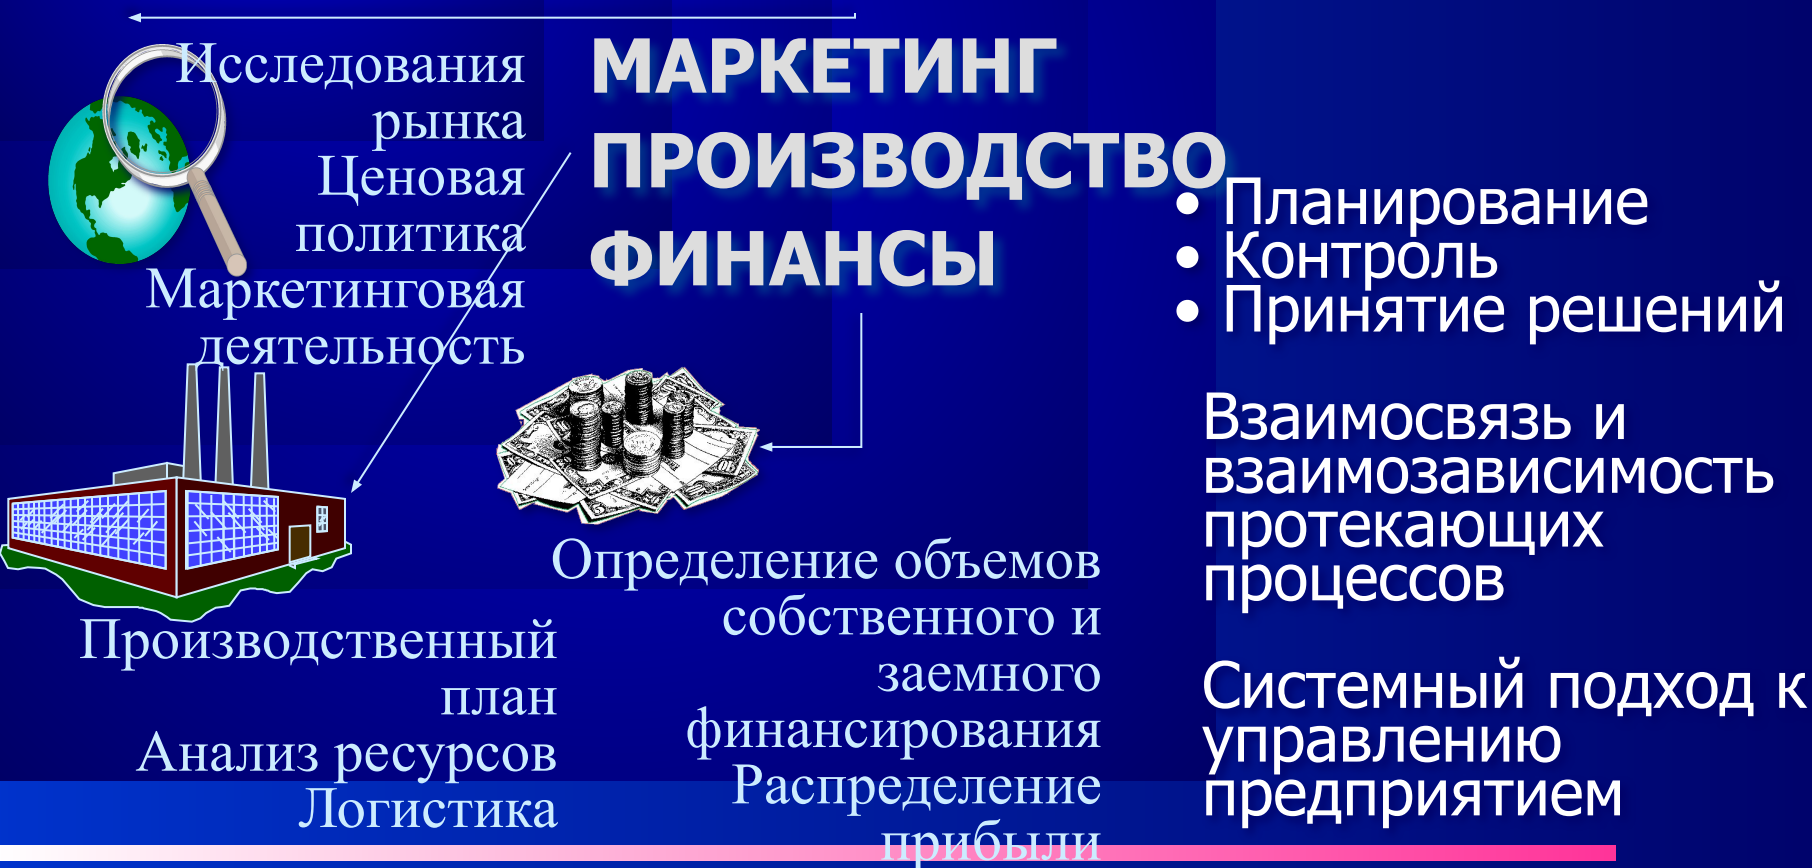 МАРКЕТИНГ
ПРОИЗВОДСТВО
ФИНАНСЫ
Исследования
рынка
Ценовая
политика
Маркетинговая
деятельность
Производственный
план
Анализ ресурсов
Логистика
Определение объемов
собственного и
заемного
финансирования
Распределение
прибыли
• Планирование
• Контроль
• Принятие решений
Взаимосвязь и
взаимозависимость
протекающих
процессов
Системный подход к
управлению
предприятием